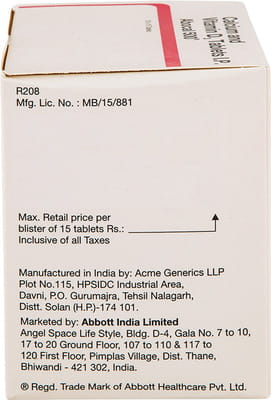 Calcium and
Vitamin D₃ Tablets I.P.
R208
Mfg. Lic. No. : MB/15/881
Max. Retail price per
blister of 15 tablets Rs.:
Inclusive of all Taxes
Manufactured in India by: Acme Generics LLP
Plot No.115, HPSIDC Industrial Area,
Davni, P.O. Gurumajra, Tehsil Nalagarh,
Distt. Solan (H.P.)-174 101.
Marketed by: Abbott India Limited
Angel Space Life Style, Bldg. D-4, Gala No. 7 to 10,
17 to 20 Ground Floor, 107 to 110 & 117 to
120 First Floor, Pimplas Village, Dist. Thane,
Bhiwandi - 421 302, India.
® Regd. Trade Mark of Abbott Healthcare Pvt. Ltd.